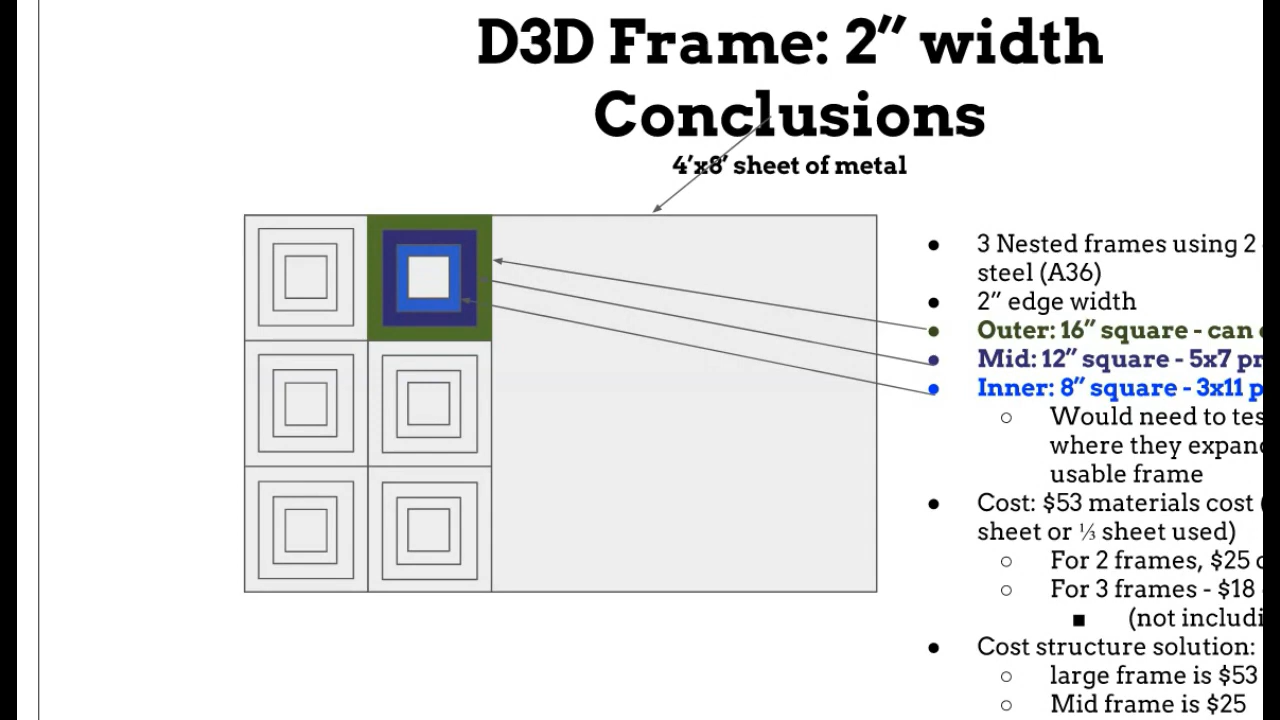 D3D Frame: 2” width
Conclusions
4’x8’ sheet of metal
● 3 Nested frames using 2
steel (A36)
● 2” edge width
● Outer: 16” square - can
● Mid: 12” square - 5x7 pr
● Inner: 8” square - 3x11 p
○ Would need to tes
where they expan
usable frame
● Cost: $53 materials cost (
sheet or ⅓ sheet used)
○ For 2 frames, $25
○ For 3 frames - $18
■ (not includi
● Cost structure solution:
○ large frame is $53
○ Mid frame is $25